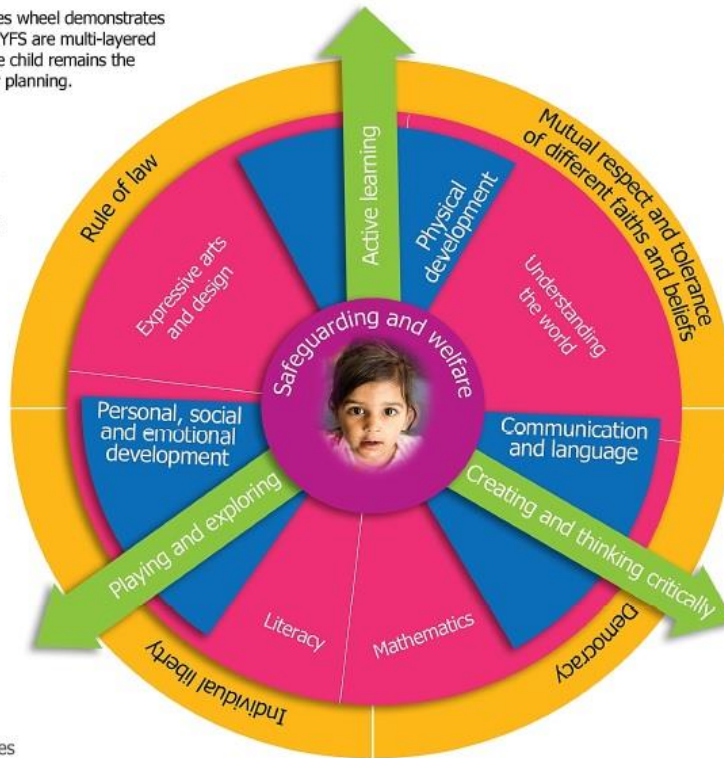 es wheel demonstrates
YFS are multi-layered
e child remains the
planning.
Rule of law
Mutual respect and tolerance
of different faiths and beliefs
Active learning
Physical
development
Expressive arts
and design
Understanding
the world
Safeguarding and welfare
Personal, social
and emotional
development
Communication
and language
Playing and exploring
Creating and thinking critically
Literacy
Mathematics
Individual liberty
Democracy
es